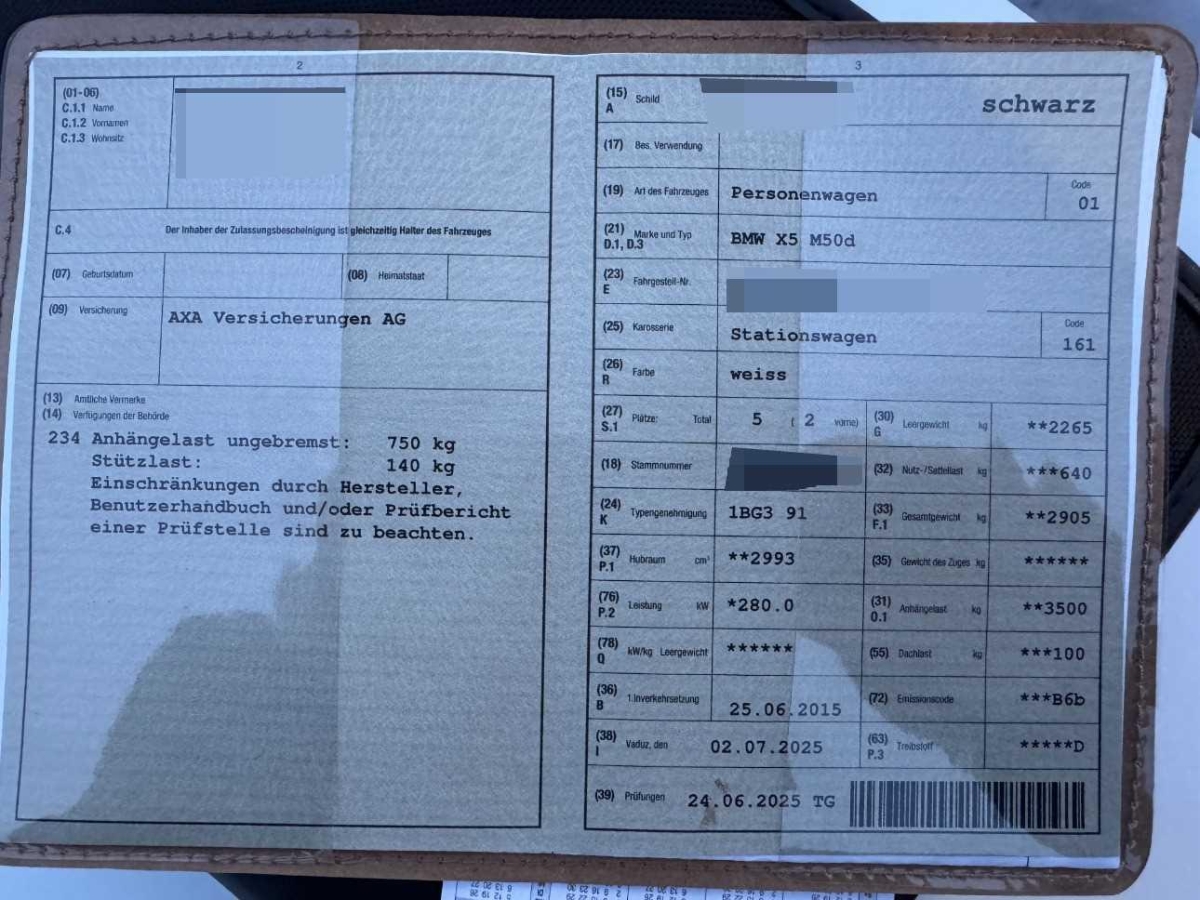 2
(01-06)
C.1.1 Name
C.1.2 Vornamen
C.1.3 Wohnsitz
C.4 Der Inhaber der Zulassungsbescheinigung ist gleichzeitig Halter des Fahrzeuges
(07) Geburtsdatum
(08) Heimatstaat
(09) Versicherung
AXA Versicherungen AG
(13) Amtliche Vermerke
(14) Verfügungen der Behörde
234 Anhängelast ungebremst: 750 kg
Stützlast: 140 kg
Einschränkungen durch Hersteller,
Benutzerhandbuch und/oder Prüfbericht
einer Prüfstelle sind zu beachten.
3
(15) A Schild schwarz
(17) Bes. Verwendung
(19) Art des Fahrzeuges Personenwagen Code 01
(21) D.1, D.3 Marke und Typ BMW X5 M50d
(23) E Fahrgestell-Nr.
(25) Karosserie Stationswagen Code 161
(26) R Farbe weiss
(27) S.1 Plätze: Total 5 ( 2 vorne) (30) G Leergewicht kg **2265
(18) Stammnummer (32) Nutz-/Sattellast kg ***640
(24) K Typengenehmigung 1BG3 91 (33) F.1 Gesamtgewicht kg **2905
(37) P.1 Hubraum cm³ **2993 (35) Gewicht des Zuges kg ******
(76) P.2 Leistung kW *280.0 (31) O.1 Anhängelast kg **3500
(78) Q kW/kg Leergewicht ****** (55) Dachlast kg ***100
(36) B 1.Inverkehrsetzung 25.06.2015 (72) Emissionscode ***B6b
(38) I Vaduz, den 02.07.2025 (63) P.3 Treibstoff *****D
(39) Prüfungen 24.06.2025 TG